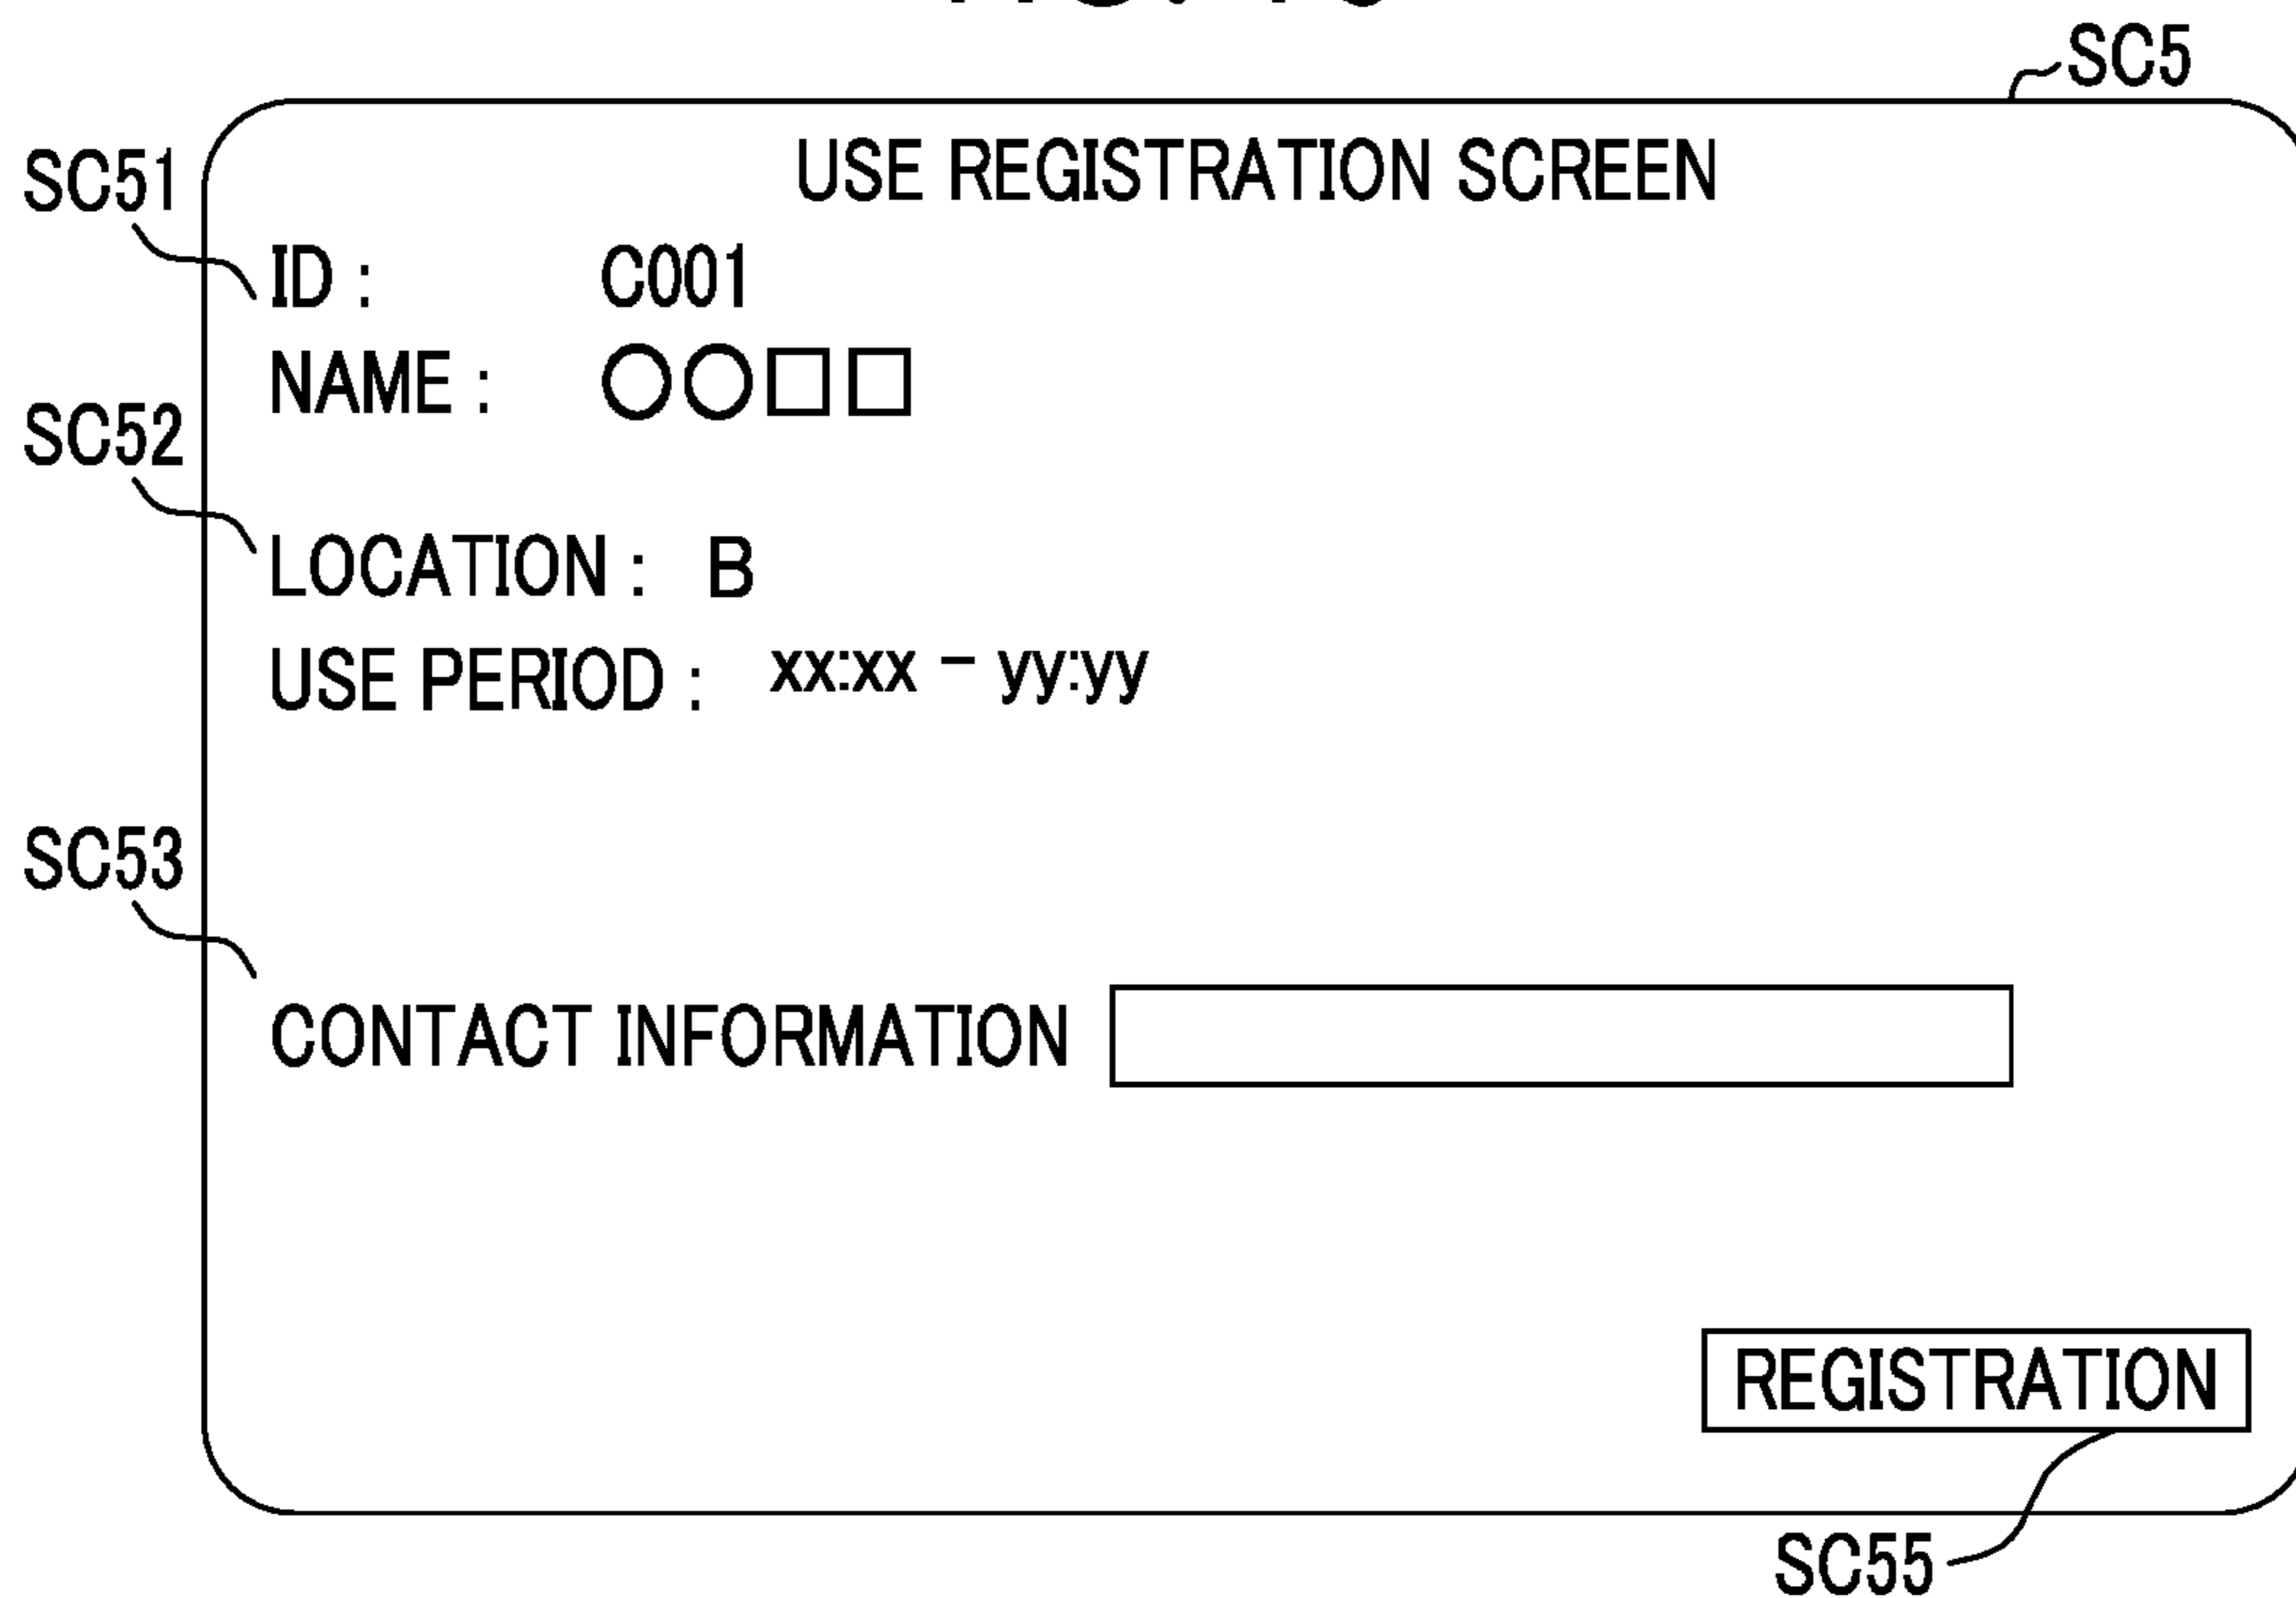 SC5
USE REGISTRATION SCREEN
SC51
ID : C001
NAME : ○○□□
SC52
LOCATION : B
USE PERIOD : xx:xx － yy:yy
SC53
CONTACT INFORMATION
REGISTRATION
SC55